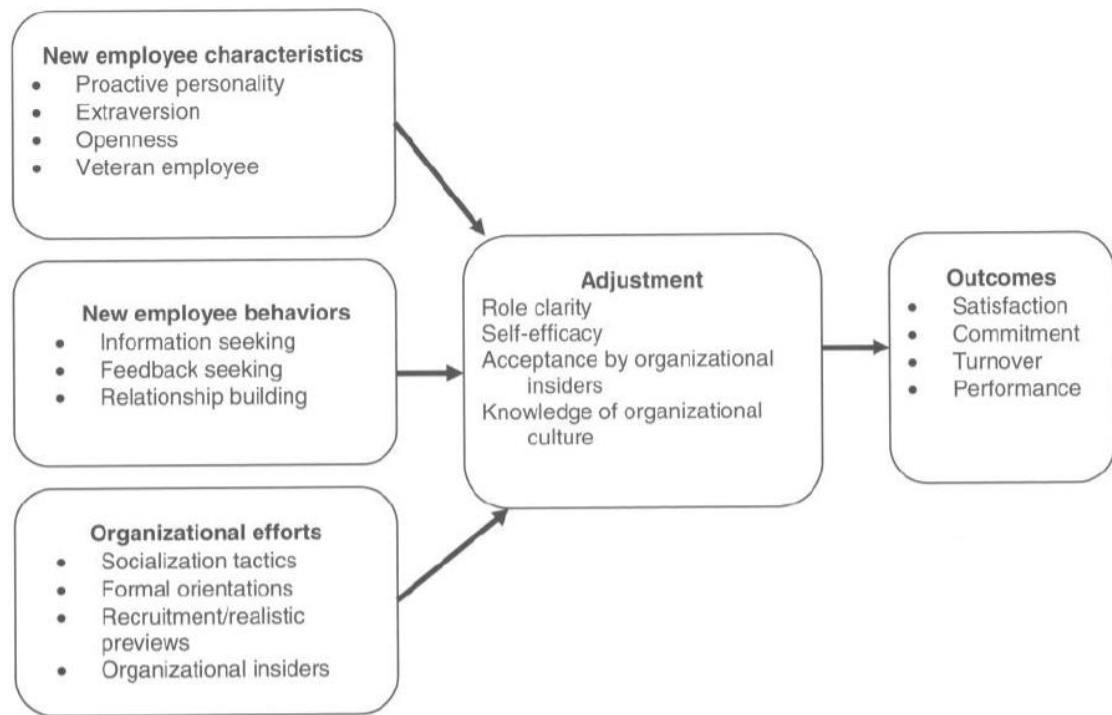 New employee characteristics
• Proactive personality
• Extraversion
• Openness
• Veteran employee
New employee behaviors
• Information seeking
• Feedback seeking
• Relationship building
Organizational efforts
• Socialization tactics
• Formal orientations
• Recruitment/realistic
previews
• Organizational insiders
Adjustment
Role clarity
Self-efficacy
Acceptance by organizational
insiders
Knowledge of organizational
culture
Outcomes
• Satisfaction
• Commitment
• Turnover
• Performance